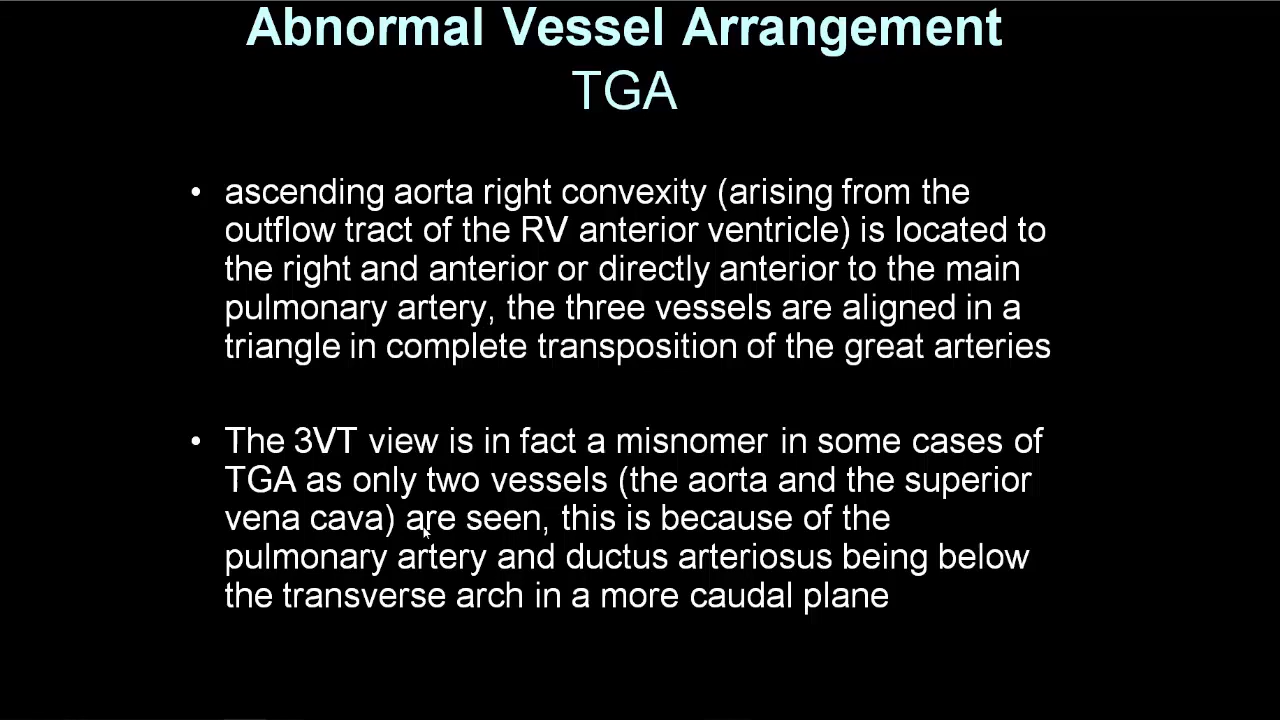 Abnormal Vessel Arrangement
TGA
• ascending aorta right convexity (arising from the
outflow tract of the RV anterior ventricle) is located to
the right and anterior or directly anterior to the main
pulmonary artery, the three vessels are aligned in a
triangle in complete transposition of the great arteries
• The 3VT view is in fact a misnomer in some cases of
TGA as only two vessels (the aorta and the superior
vena cava) are seen, this is because of the
pulmonary artery and ductus arteriosus being below
the transverse arch in a more caudal plane